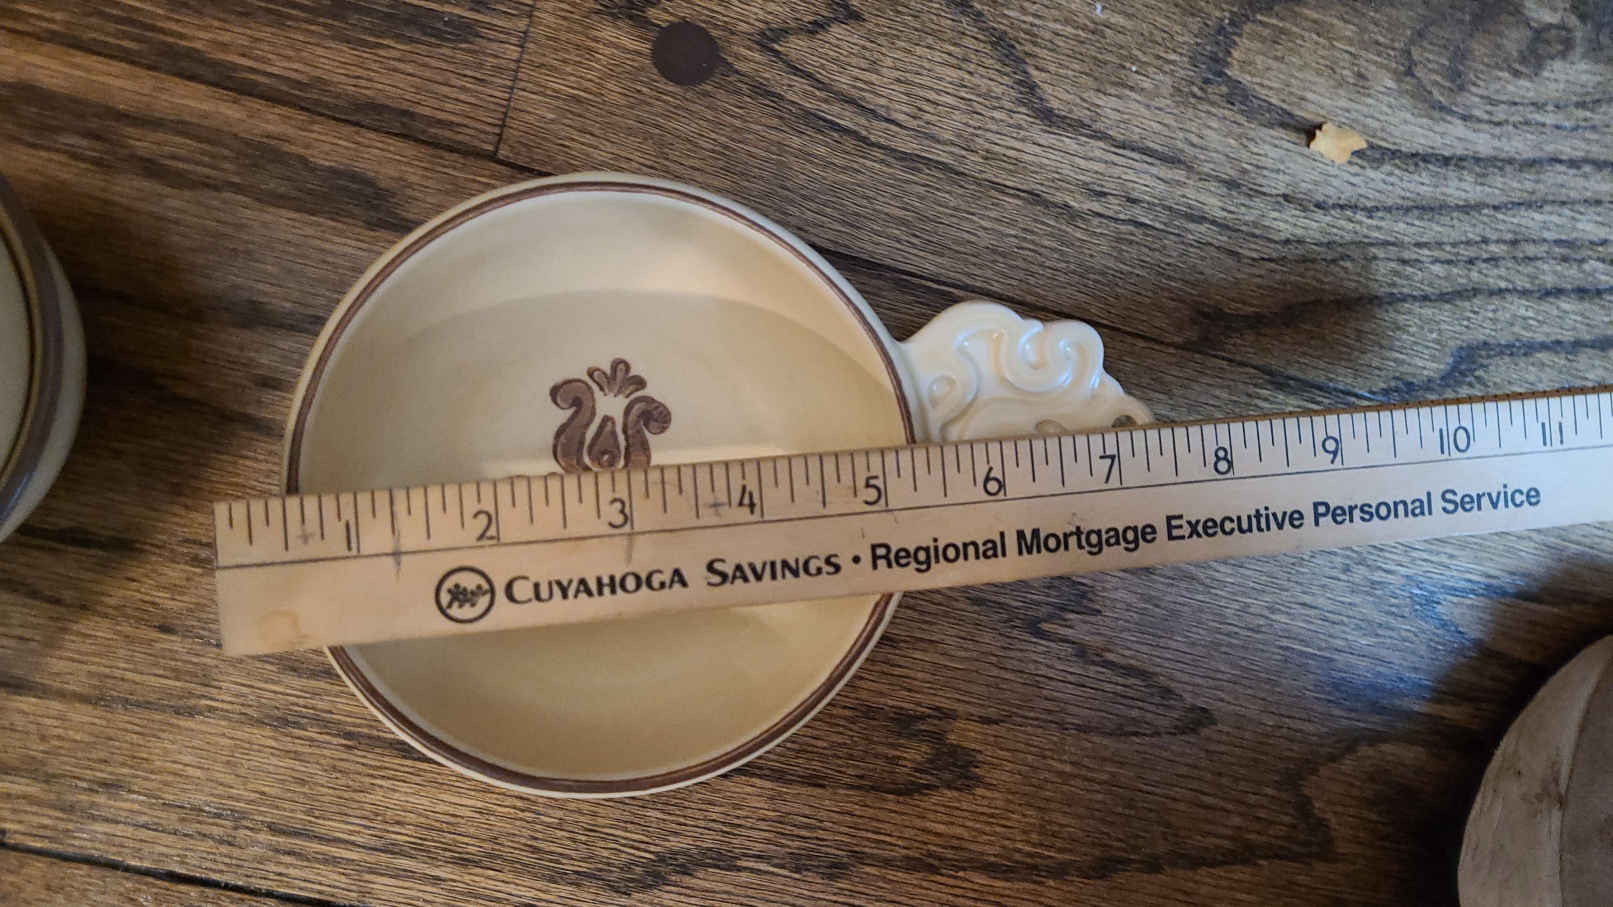 1 2 3 4 5 6 7 8 9 10 11
CUYAHOGA SAVINGS • Regional Mortgage Executive Personal Service